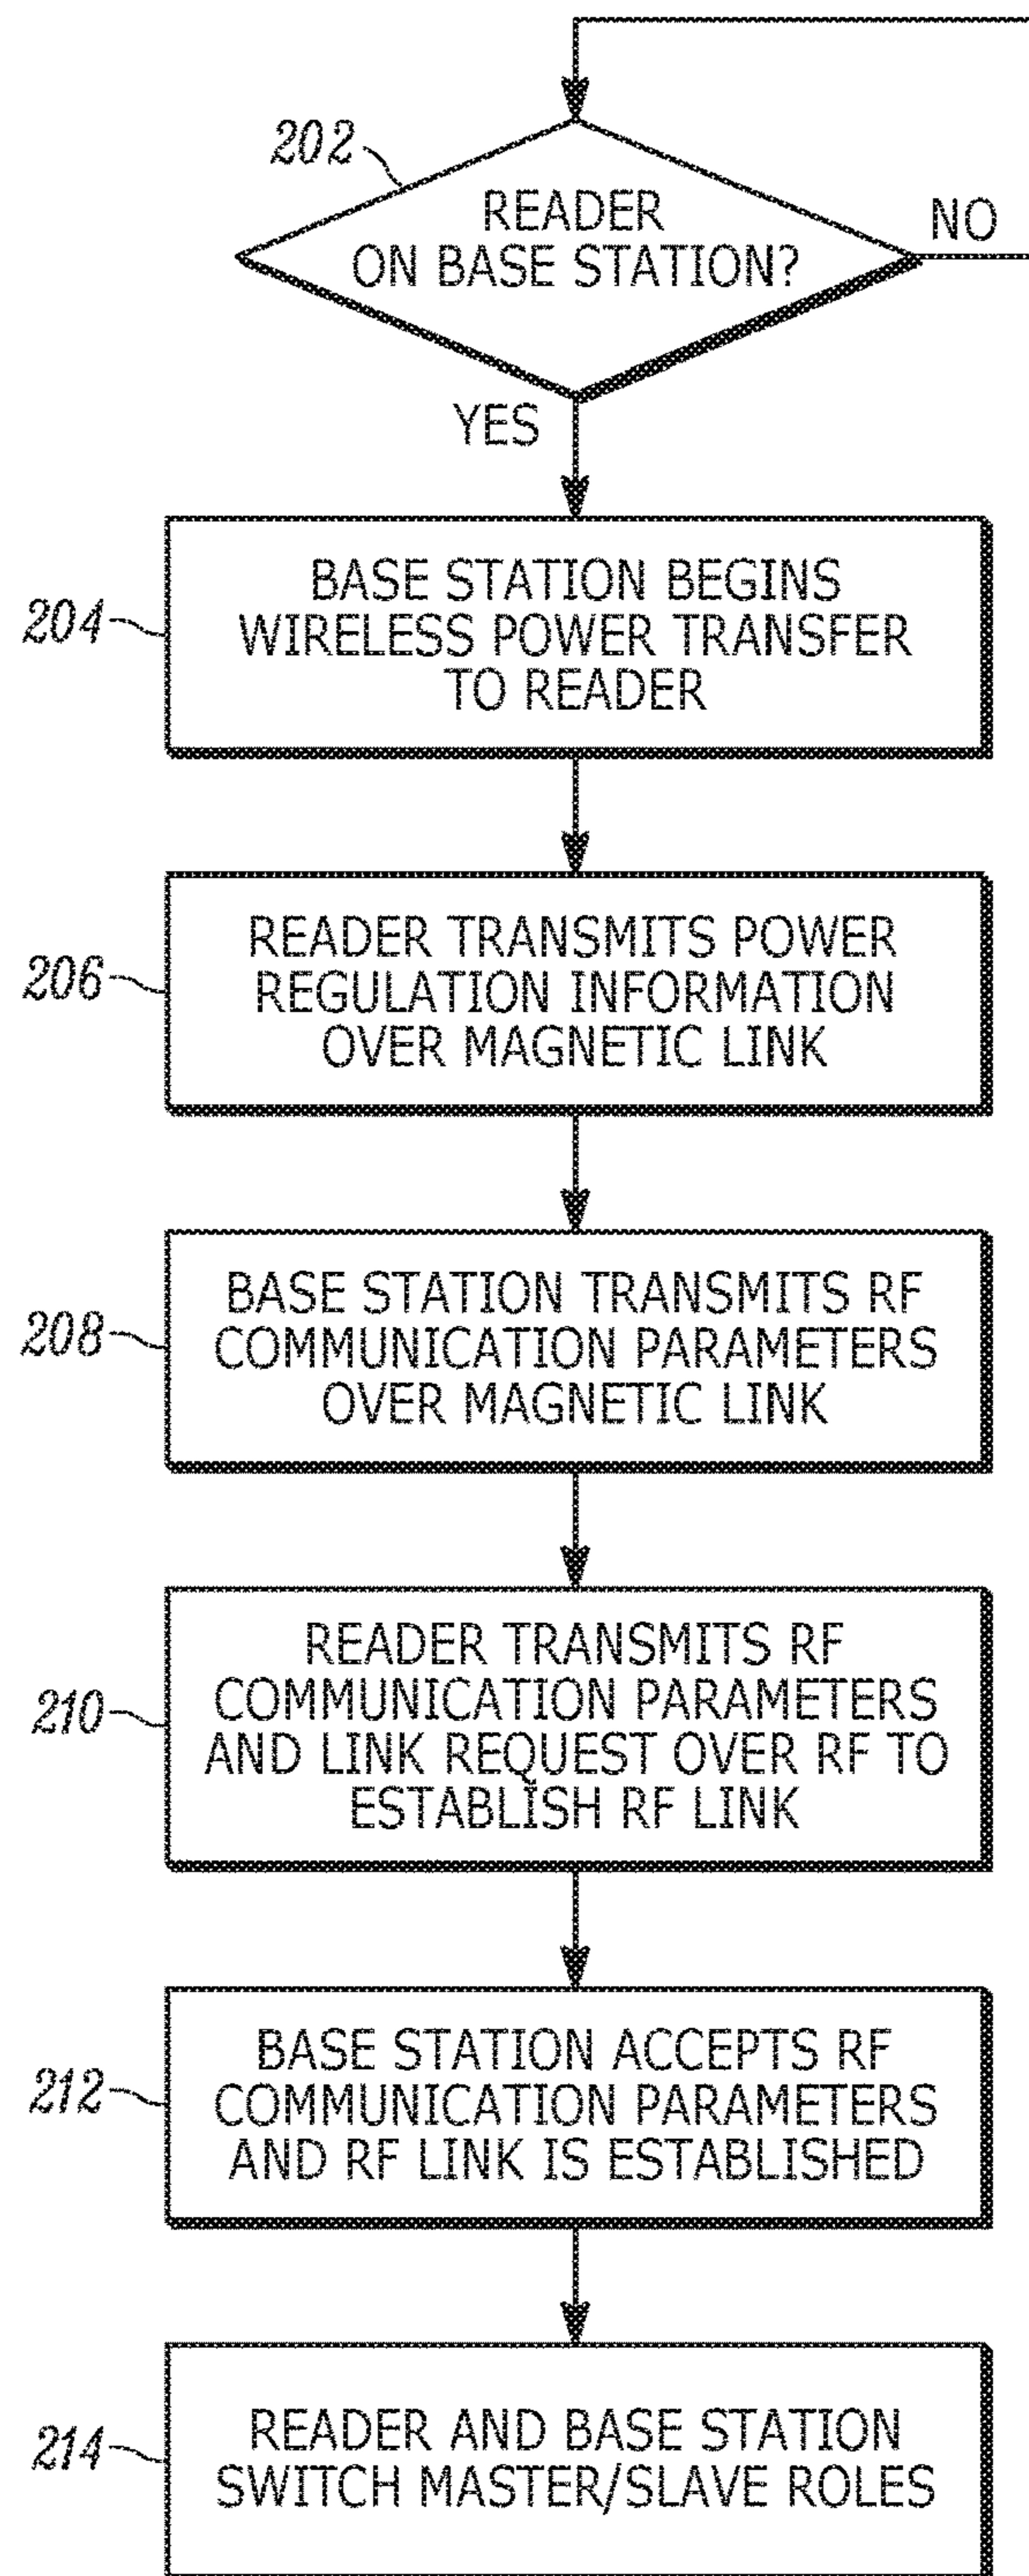 202
READER
ON BASE STATION?
NO
YES
204
BASE STATION BEGINS
WIRELESS POWER TRANSFER
TO READER
206
READER TRANSMITS POWER
REGULATION INFORMATION
OVER MAGNETIC LINK
208
BASE STATION TRANSMITS RF
COMMUNICATION PARAMETERS
OVER MAGNETIC LINK
210
READER TRANSMITS RF
COMMUNICATION PARAMETERS
AND LINK REQUEST OVER RF TO
ESTABLISH RF LINK
212
BASE STATION ACCEPTS RF
COMMUNICATION PARAMETERS
AND RF LINK IS ESTABLISHED
214
READER AND BASE STATION
SWITCH MASTER/SLAVE ROLES